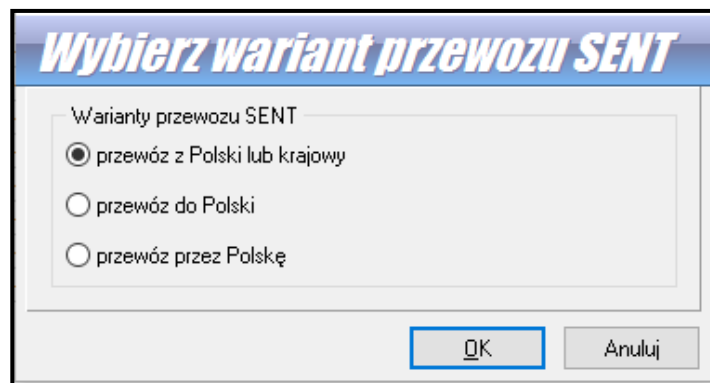 Wybierz wariant przewozu SENT
Warianty przewozu SENT
przewóz z Polski lub krajowy
przewóz do Polski
przewóz przez Polskę
OK Anuluj